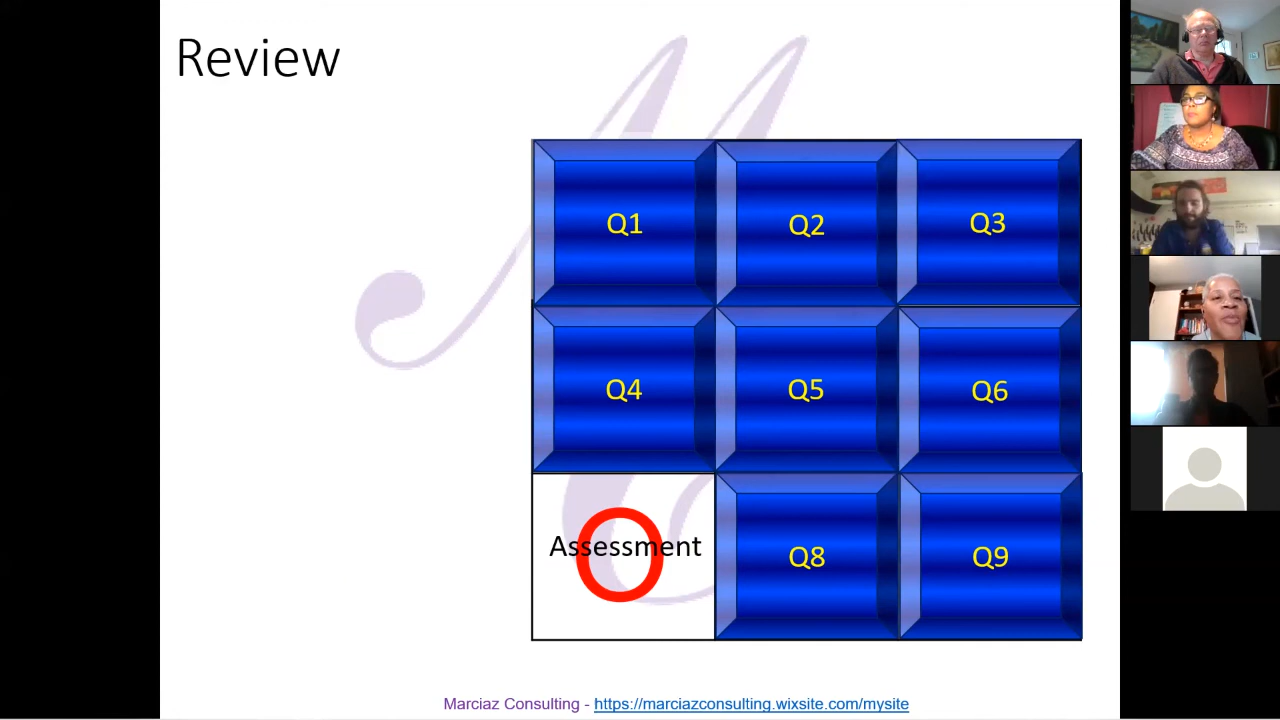 Review
Q1 Q2 Q3
Q4 Q5 Q6
Assessment
O
Q8 Q9
Marciaz Consulting - https://marciazconsulting.wixsite.com/mysite